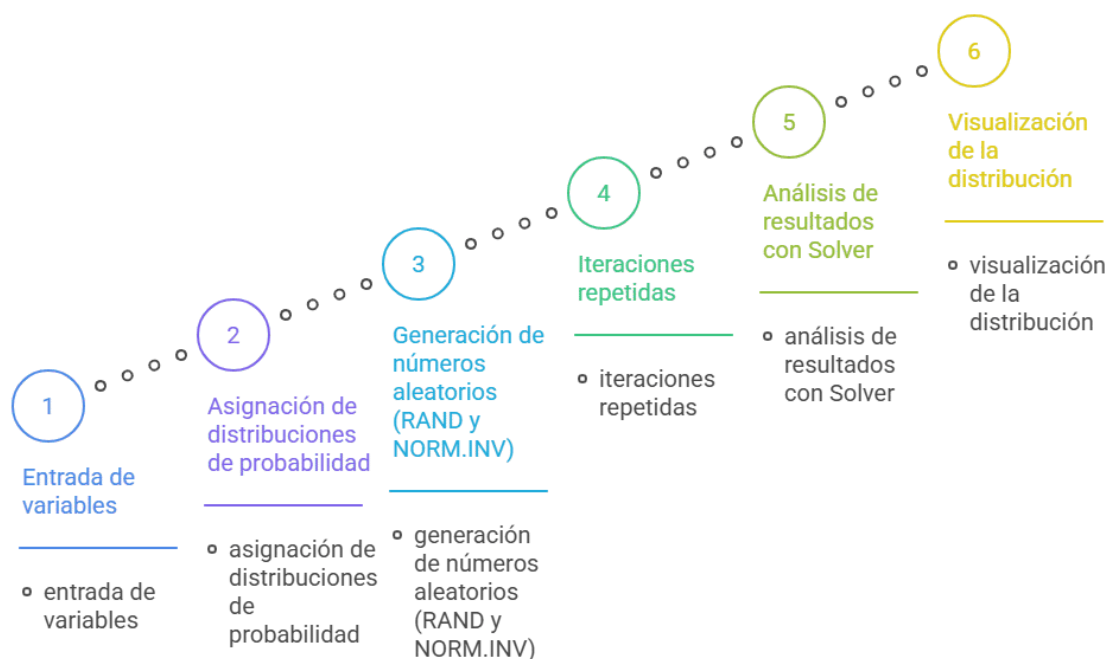 1
Entrada de
variables
entrada de
variables
2
Asignación de
distribuciones
de probabilidad
asignación de
distribuciones
de
probabilidad
3
Generación de
números
aleatorios
(RAND y
NORM.INV)
generación
de números
aleatorios
(RAND y
NORM.INV)
4
Iteraciones
repetidas
iteraciones
repetidas
5
Análisis de
resultados
con Solver
análisis de
resultados
con Solver
6
Visualización
de la
distribución
visualización
de la
distribución